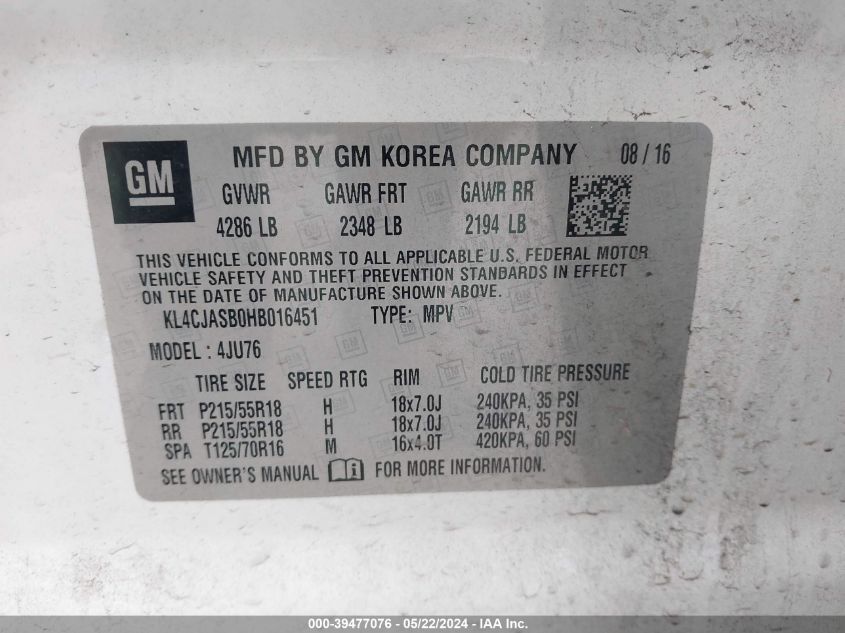 GM MFD BY GM KOREA COMPANY 08 / 16
GVWR GAWR FRT GAWR RR
4286 LB 2348 LB 2194 LB
THIS VEHICLE CONFORMS TO ALL APPLICABLE U.S. FEDERAL MOTOR
VEHICLE SAFETY AND THEFT PREVENTION STANDARDS IN EFFECT
ON THE DATE OF MANUFACTURE SHOWN ABOVE.
KL4CJASB0HB016451 TYPE: MPV
MODEL : 4JU76
TIRE SIZE SPEED RTG RIM COLD TIRE PRESSURE
FRT P215/55R18 H 18x7.0J 240KPA, 35 PSI
RR P215/55R18 H 18x7.0J 240KPA, 35 PSI
SPA T125/70R16 M 16x4.0T 420KPA, 60 PSI
SEE OWNER'S MANUAL FOR MORE INFORMATION.
000-39477076 - 05/22/2024 - IAA Inc.